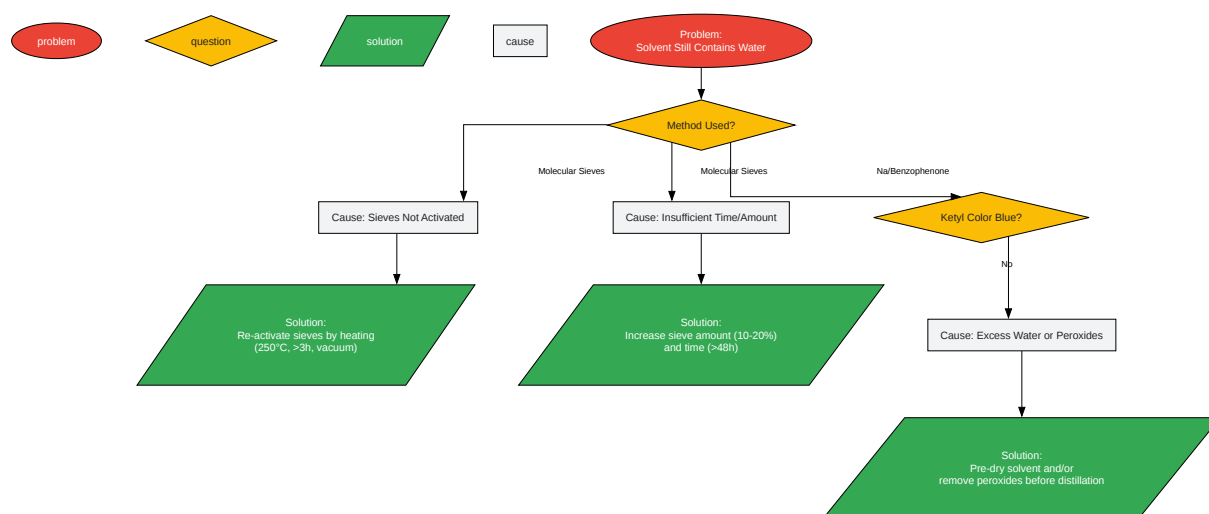 problem
question
solution
cause
Problem:
Solvent Still Contains Water
Method Used?
Molecular Sieves
Molecular Sieves
Na/Benzophenone
Cause: Sieves Not Activated
Cause: Insufficient Time/Amount
Ketyl Color Blue?
No
Solution:
Re-activate sieves by heating
(250°C, >3h, vacuum)
Solution:
Increase sieve amount (10-20%)
and time (>48h)
Cause: Excess Water or Peroxides
Solution:
Pre-dry solvent and/or
remove peroxides before distillation